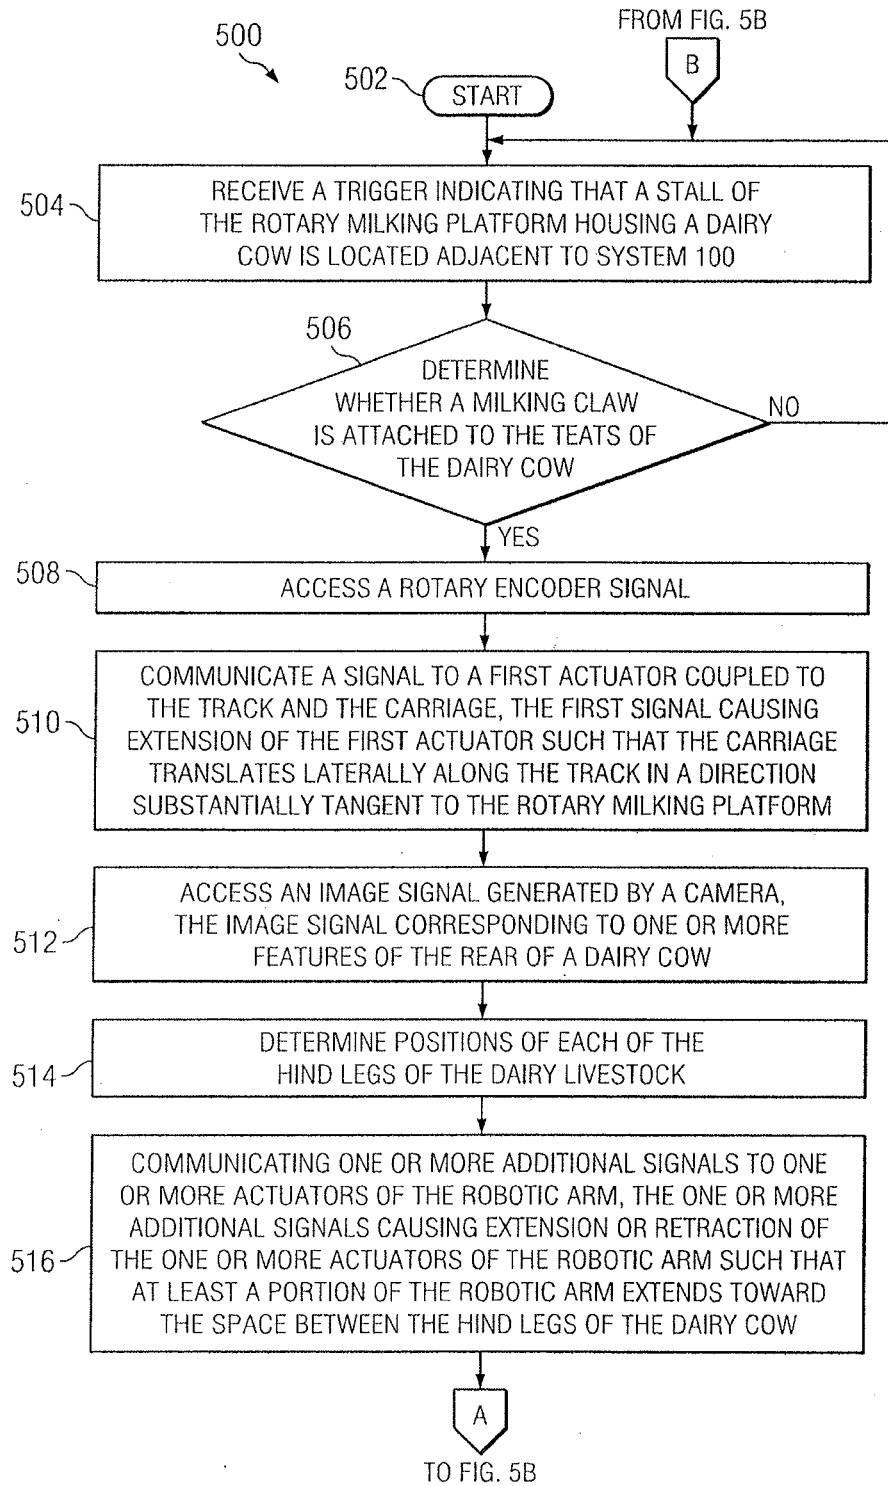 FROM FIG. 5B
500
B
502
START
504
RECEIVE A TRIGGER INDICATING THAT A STALL OF
THE ROTARY MILKING PLATFORM HOUSING A DAIRY
COW IS LOCATED ADJACENT TO SYSTEM 100
506
DETERMINE
WHETHER A MILKING CLAW
IS ATTACHED TO THE TEATS OF
THE DAIRY COW
NO
YES
508
ACCESS A ROTARY ENCODER SIGNAL
510
COMMUNICATE A SIGNAL TO A FIRST ACTUATOR COUPLED TO
THE TRACK AND THE CARRIAGE, THE FIRST SIGNAL CAUSING
EXTENSION OF THE FIRST ACTUATOR SUCH THAT THE CARRIAGE
TRANSLATES LATERALLY ALONG THE TRACK IN A DIRECTION
SUBSTANTIALLY TANGENT TO THE ROTARY MILKING PLATFORM
512
ACCESS AN IMAGE SIGNAL GENERATED BY A CAMERA,
THE IMAGE SIGNAL CORRESPONDING TO ONE OR MORE
FEATURES OF THE REAR OF A DAIRY COW
514
DETERMINE POSITIONS OF EACH OF THE
HIND LEGS OF THE DAIRY LIVESTOCK
516
COMMUNICATING ONE OR MORE ADDITIONAL SIGNALS TO ONE
OR MORE ACTUATORS OF THE ROBOTIC ARM, THE ONE OR MORE
ADDITIONAL SIGNALS CAUSING EXTENSION OR RETRACTION OF
THE ONE OR MORE ACTUATORS OF THE ROBOTIC ARM SUCH THAT
AT LEAST A PORTION OF THE ROBOTIC ARM EXTENDS TOWARD
THE SPACE BETWEEN THE HIND LEGS OF THE DAIRY COW
A
TO FIG. 5B